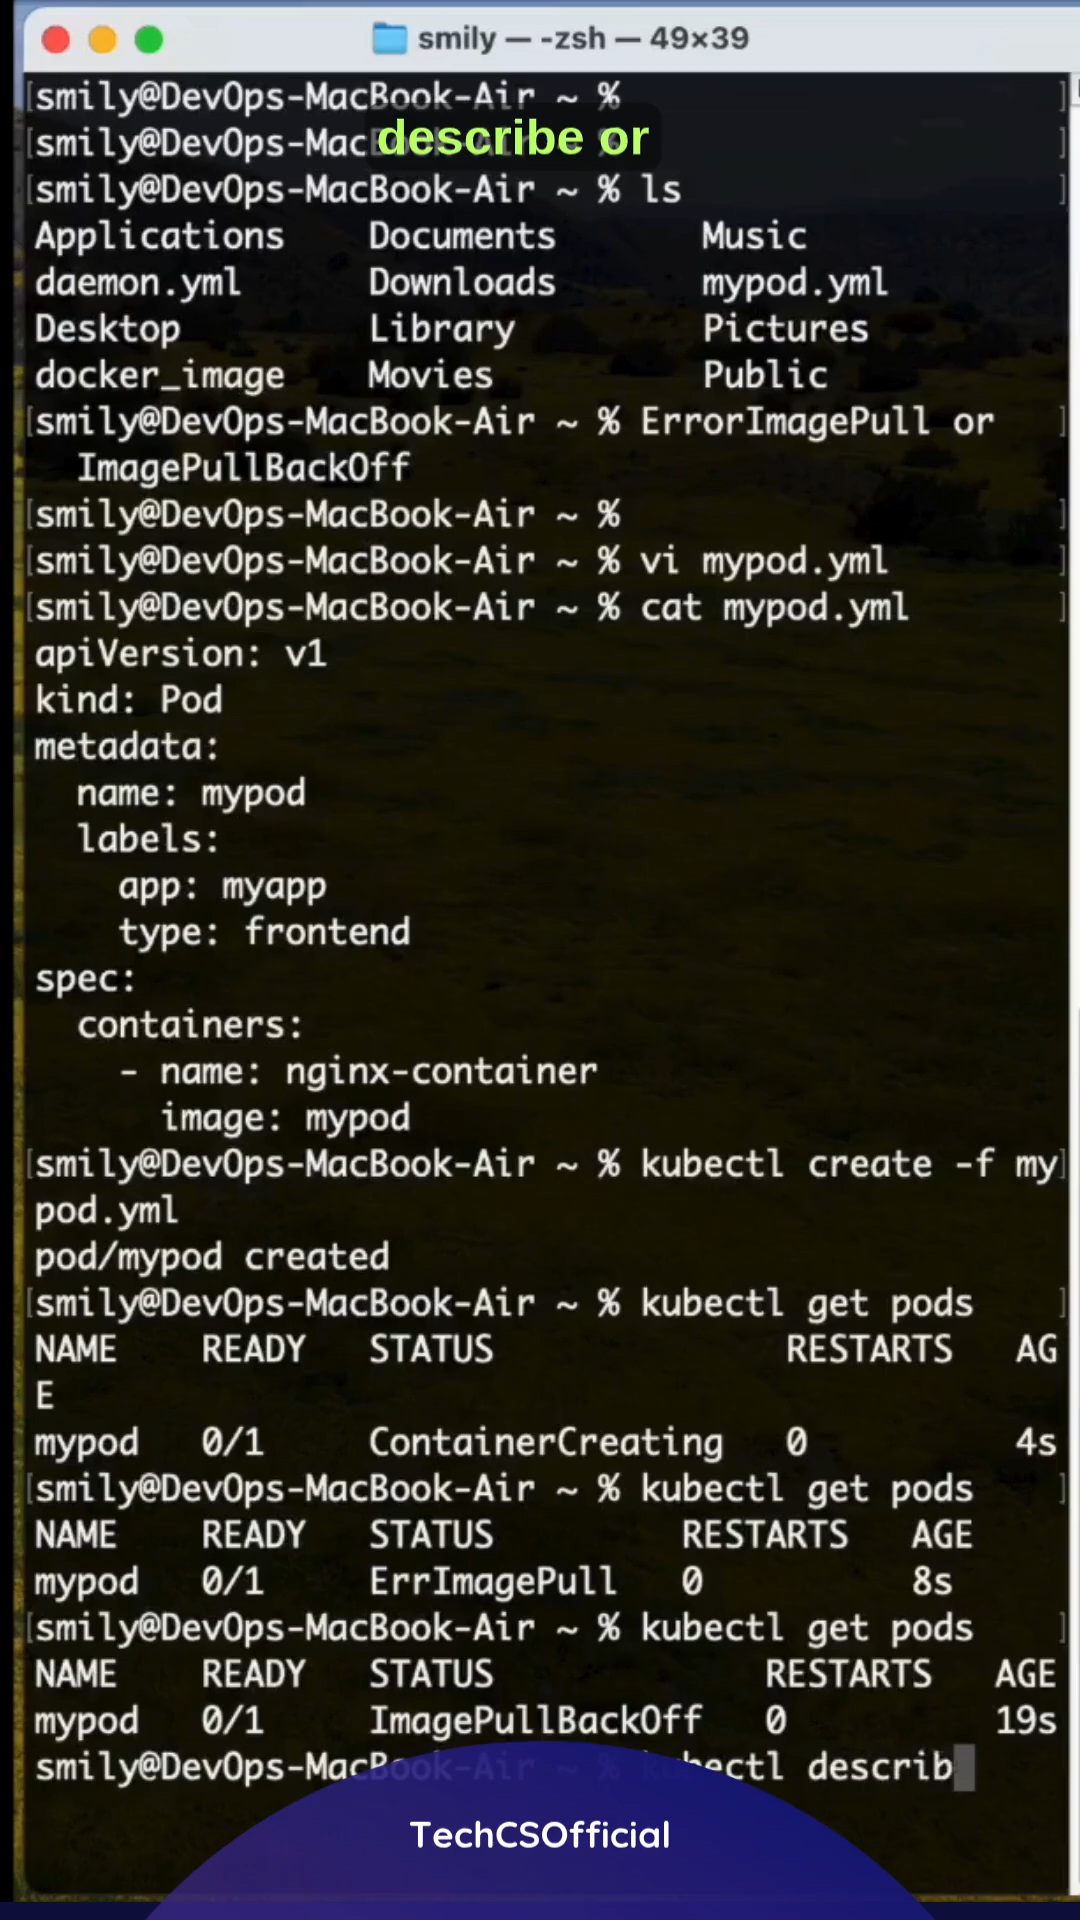 smily — -zsh — 49×39
[smily@DevOps-MacBook-Air ~ % ]
describe or
[smily@DevOps-MacBook-Air ~ % ]
[smily@DevOps-MacBook-Air ~ % ls ]
Applications Documents Music
daemon.yml Downloads mypod.yml
Desktop Library Pictures
docker_image Movies Public
[smily@DevOps-MacBook-Air ~ % ErrorImagePull or ]
ImagePullBackOff
[smily@DevOps-MacBook-Air ~ % ]
[smily@DevOps-MacBook-Air ~ % vi mypod.yml ]
[smily@DevOps-MacBook-Air ~ % cat mypod.yml ]
apiVersion: v1
kind: Pod
metadata:
  name: mypod
  labels:
    app: myapp
    type: frontend
spec:
  containers:
    - name: nginx-container
      image: mypod
[smily@DevOps-MacBook-Air ~ % kubectl create -f my]
pod.yml
pod/mypod created
[smily@DevOps-MacBook-Air ~ % kubectl get pods ]
NAME READY STATUS RESTARTS AG
E
mypod 0/1 ContainerCreating 0 4s
[smily@DevOps-MacBook-Air ~ % kubectl get pods ]
NAME READY STATUS RESTARTS AGE
mypod 0/1 ErrImagePull 0 8s
[smily@DevOps-MacBook-Air ~ % kubectl get pods ]
NAME READY STATUS RESTARTS AGE
mypod 0/1 ImagePullBackOff 0 19s
smily@DevOps-MacBook-Air ~ % kubectl describ
TechCSOfficial